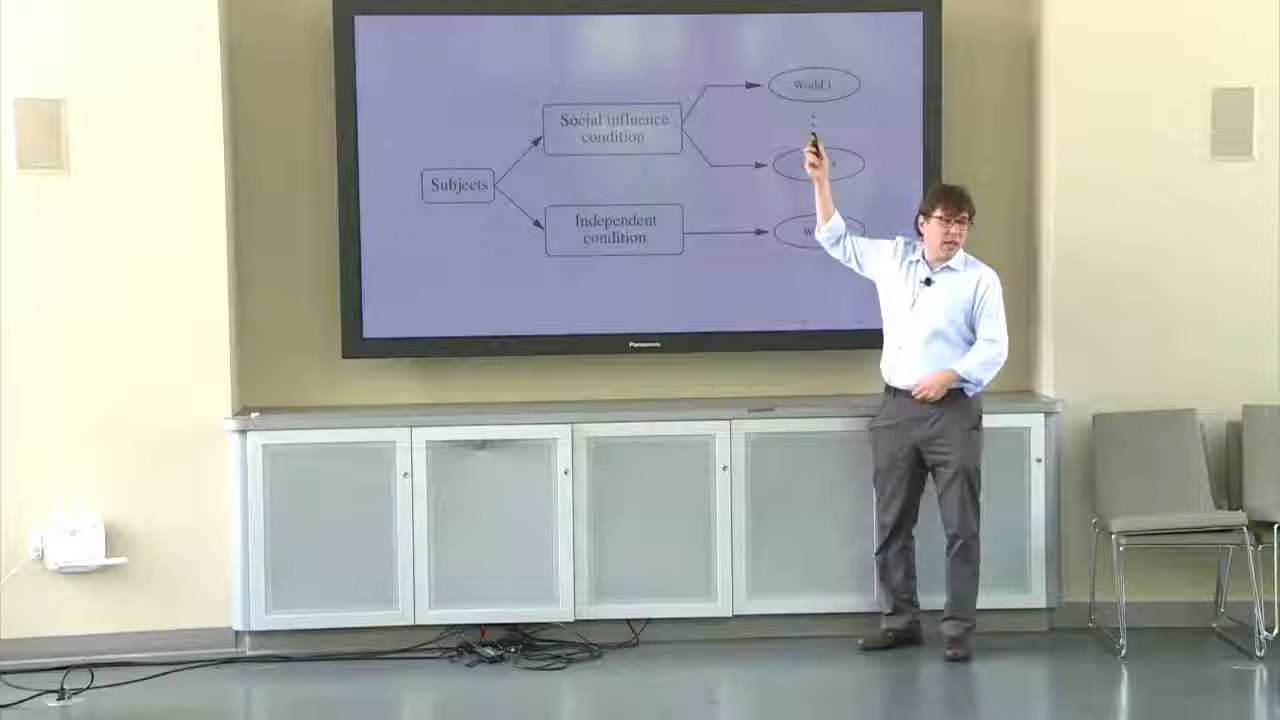 World 1
Social influence
condition
Subjects
Independent
condition
Panasonic